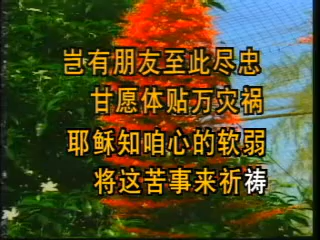 岂有朋友至此尽忠
甘愿体贴万灾祸
耶稣知咱心的软弱
将这苦事来祈祷